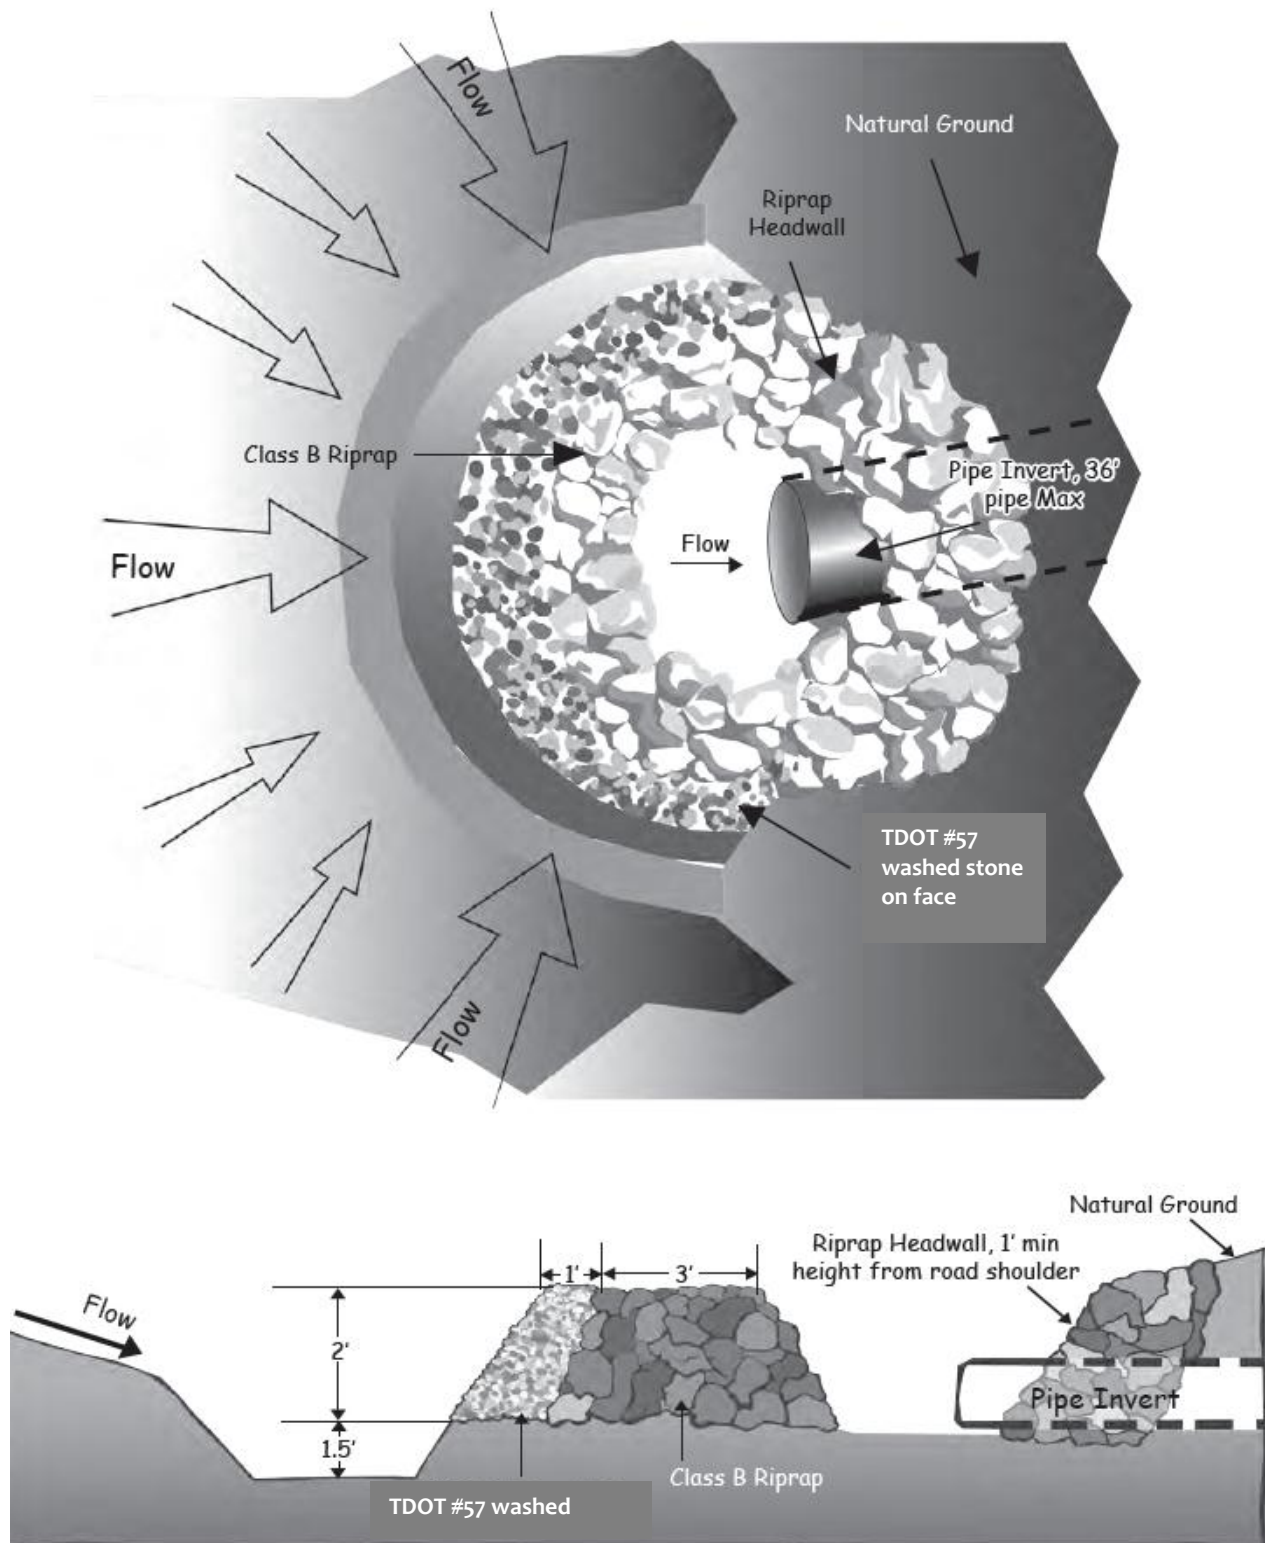 Flow
Natural Ground
Riprap
Headwall
Class B Riprap
Pipe Invert, 36'
pipe Max
Flow
Flow
TDOT #57
washed stone
on face
Flow
Natural Ground
Riprap Headwall, 1' min
height from road shoulder
1'
3'
Flow
2'
Pipe Invert
1.5'
Class B Riprap
TDOT #57 washed